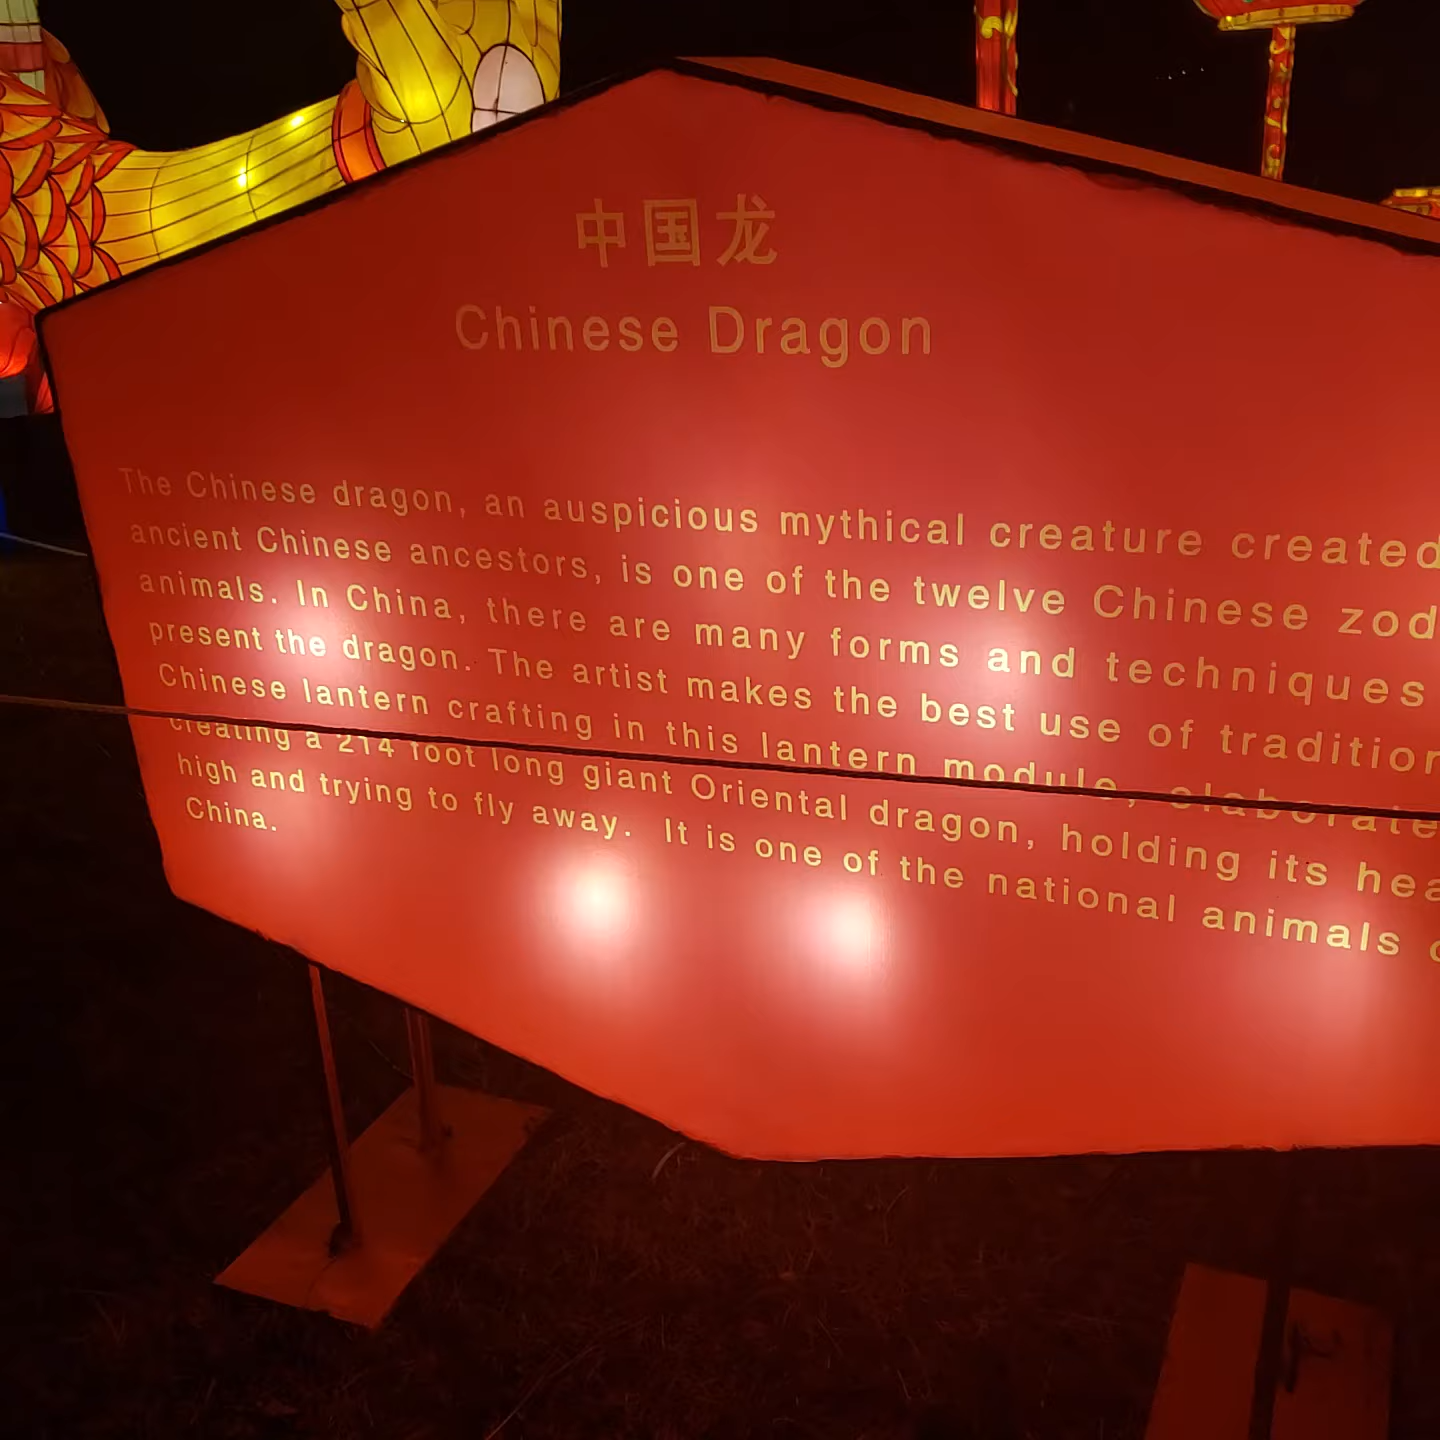 中国龙
Chinese Dragon
The Chinese dragon, an auspicious mythical creature created
ancient Chinese ancestors, is one of the twelve Chinese zod
animals. In China, there are many forms and techniques
present the dragon. The artist makes the best use of tradition
Chinese lantern crafting in this lantern module, elaborate
creating a 214 foot long giant Oriental dragon, holding its hea
high and trying to fly away. It is one of the national animals
China.